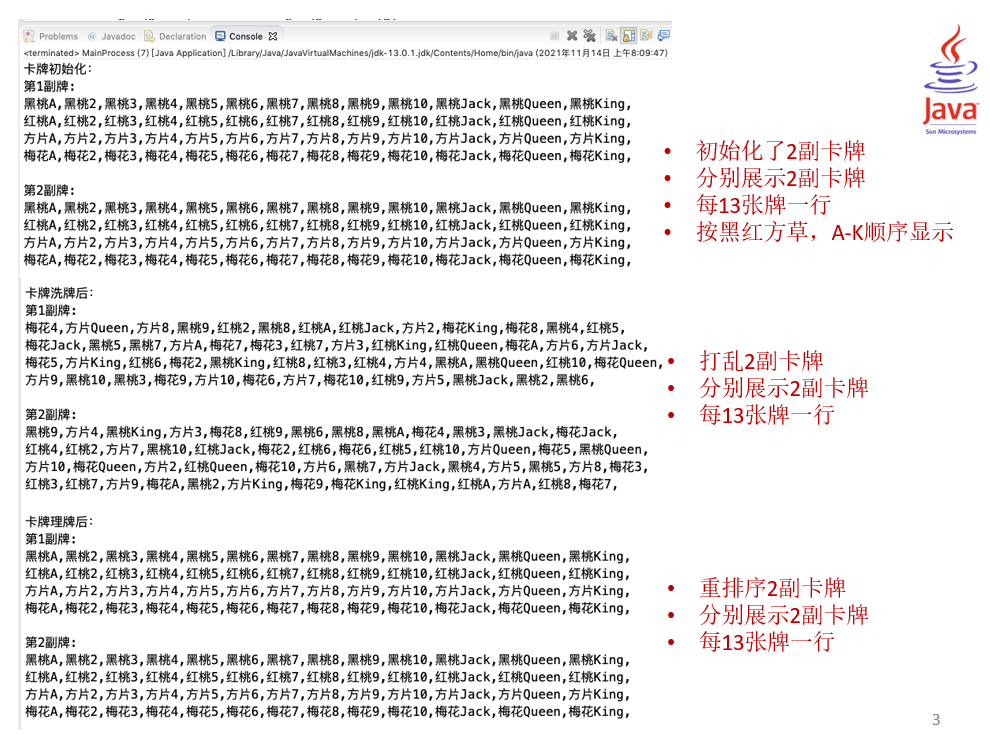 Problems @ Javadoc Declaration Console
<terminated> MainProcess (7) [Java Application] /Library/Java/JavaVirtualMachines/jdk-13.0.1.jdk/Contents/Home/bin/java (2021年11月14日 上午8:09:47)
卡牌初始化:
第1副牌:
黑桃A,黑桃2,黑桃3,黑桃4,黑桃5,黑桃6,黑桃7,黑桃8,黑桃9,黑桃10,黑桃Jack,黑桃Queen,黑桃King,
红桃A,红桃2,红桃3,红桃4,红桃5,红桃6,红桃7,红桃8,红桃9,红桃10,红桃Jack,红桃Queen,红桃King,
方片A,方片2,方片3,方片4,方片5,方片6,方片7,方片8,方片9,方片10,方片Jack,方片Queen,方片King,
梅花A,梅花2,梅花3,梅花4,梅花5,梅花6,梅花7,梅花8,梅花9,梅花10,梅花Jack,梅花Queen,梅花King,
第2副牌:
黑桃A,黑桃2,黑桃3,黑桃4,黑桃5,黑桃6,黑桃7,黑桃8,黑桃9,黑桃10,黑桃Jack,黑桃Queen,黑桃King,
红桃A,红桃2,红桃3,红桃4,红桃5,红桃6,红桃7,红桃8,红桃9,红桃10,红桃Jack,红桃Queen,红桃King,
方片A,方片2,方片3,方片4,方片5,方片6,方片7,方片8,方片9,方片10,方片Jack,方片Queen,方片King,
梅花A,梅花2,梅花3,梅花4,梅花5,梅花6,梅花7,梅花8,梅花9,梅花10,梅花Jack,梅花Queen,梅花King,
Java
Sun Microsystems
• 初始化了2副卡牌
• 分别展示2副卡牌
• 每13张牌一行
• 按黑红方草，A-K顺序显示
卡牌洗牌后:
第1副牌:
梅花4,方片Queen,方片8,黑桃9,红桃2,黑桃8,红桃A,红桃Jack,方片2,梅花King,梅花8,黑桃4,红桃5,
梅花Jack,黑桃5,黑桃7,方片A,梅花7,梅花3,红桃7,方片3,红桃King,红桃Queen,梅花A,方片6,方片Jack,
梅花5,方片King,红桃6,梅花2,黑桃King,红桃8,红桃3,红桃4,方片4,黑桃A,黑桃Queen,红桃10,梅花Queen,
方片9,黑桃10,黑桃3,梅花9,方片10,梅花6,方片7,梅花10,红桃9,方片5,黑桃Jack,黑桃2,黑桃6,
第2副牌:
黑桃9,方片4,黑桃King,方片3,梅花8,红桃9,黑桃6,黑桃8,黑桃A,梅花4,黑桃3,黑桃Jack,梅花Jack,
红桃4,红桃2,方片7,黑桃10,红桃Jack,梅花2,红桃6,梅花6,红桃5,红桃10,方片Queen,梅花5,黑桃Queen,
方片10,梅花Queen,方片2,红桃Queen,梅花10,方片6,黑桃7,方片Jack,黑桃4,方片5,黑桃5,方片8,梅花3,
红桃3,红桃7,方片9,梅花A,黑桃2,方片King,梅花9,梅花King,红桃King,红桃A,方片A,红桃8,梅花7,
• 打乱2副卡牌
• 分别展示2副卡牌
• 每13张牌一行
卡牌理牌后:
第1副牌:
黑桃A,黑桃2,黑桃3,黑桃4,黑桃5,黑桃6,黑桃7,黑桃8,黑桃9,黑桃10,黑桃Jack,黑桃Queen,黑桃King,
红桃A,红桃2,红桃3,红桃4,红桃5,红桃6,红桃7,红桃8,红桃9,红桃10,红桃Jack,红桃Queen,红桃King,
方片A,方片2,方片3,方片4,方片5,方片6,方片7,方片8,方片9,方片10,方片Jack,方片Queen,方片King,
梅花A,梅花2,梅花3,梅花4,梅花5,梅花6,梅花7,梅花8,梅花9,梅花10,梅花Jack,梅花Queen,梅花King,
第2副牌:
黑桃A,黑桃2,黑桃3,黑桃4,黑桃5,黑桃6,黑桃7,黑桃8,黑桃9,黑桃10,黑桃Jack,黑桃Queen,黑桃King,
红桃A,红桃2,红桃3,红桃4,红桃5,红桃6,红桃7,红桃8,红桃9,红桃10,红桃Jack,红桃Queen,红桃King,
方片A,方片2,方片3,方片4,方片5,方片6,方片7,方片8,方片9,方片10,方片Jack,方片Queen,方片King,
梅花A,梅花2,梅花3,梅花4,梅花5,梅花6,梅花7,梅花8,梅花9,梅花10,梅花Jack,梅花Queen,梅花King,
• 重排序2副卡牌
• 分别展示2副卡牌
• 每13张牌一行
3